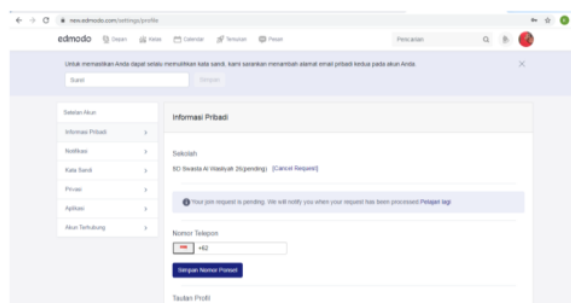 new.edmodo.com/settings/profile
edmodo Depan Kelas Calendar Temukan Pesan Pencarian
Untuk memastikan Anda dapat selalu memulihkan kata sandi, kami sarankan menambah alamat email pribadi kedua pada akun Anda.
Surel Simpan
Setelan Akun
Informasi Pribadi
Notifikasi
Kata Sandi
Privasi
Aplikasi
Akun Terhubung
Informasi Pribadi
Sekolah
SD Swasta Al Wasliyah 26(pending) [Cancel Request]
Your join request is pending. We will notify you when your request has been processed.Pelajari lagi
Nomor Telepon
+62
Simpan Nomor Ponsel
Tautan Profil